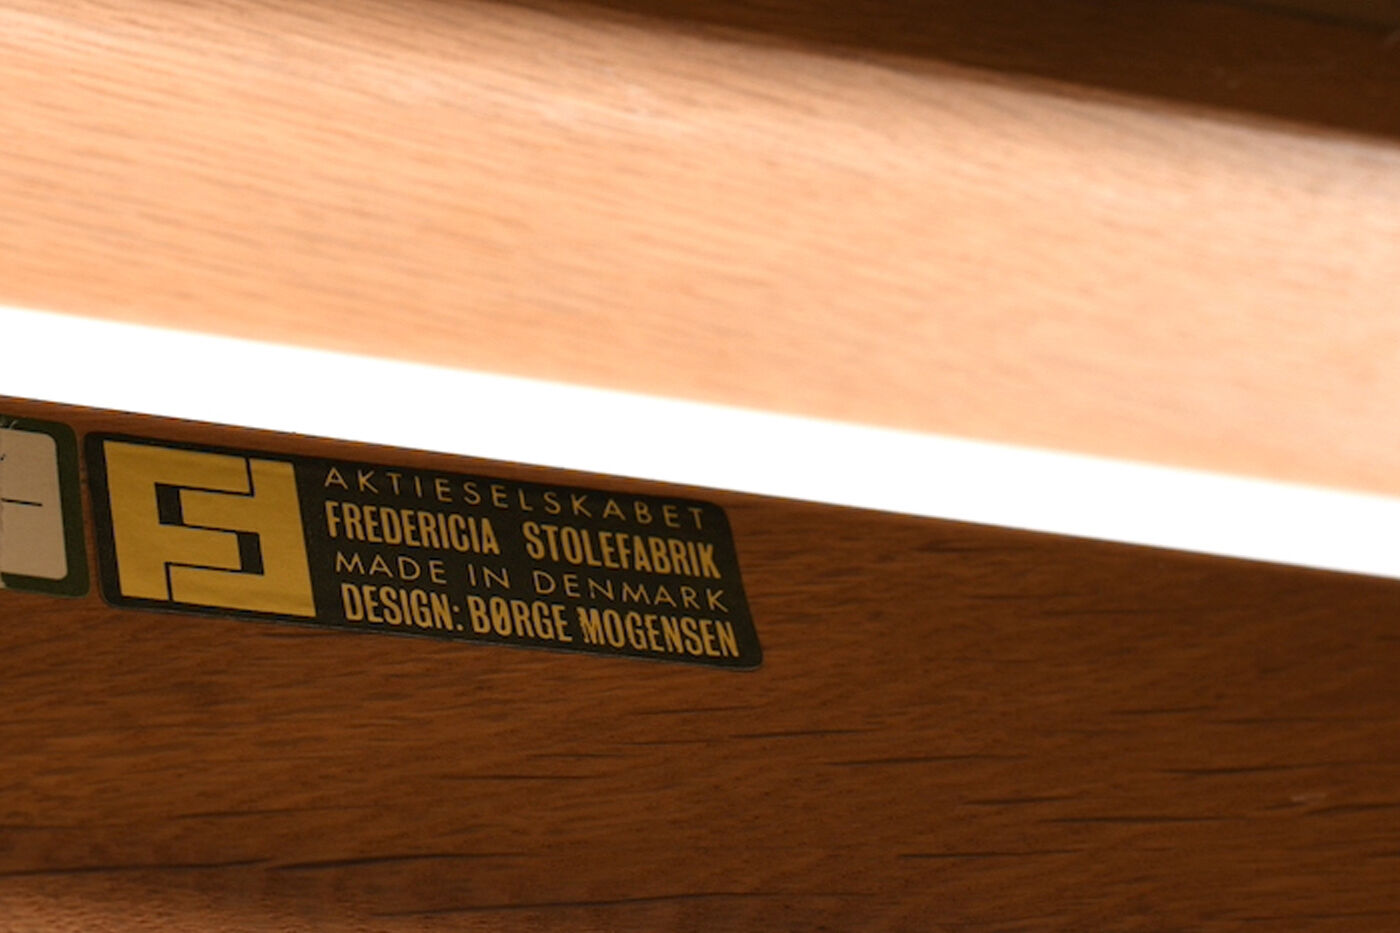 AKTIESELSKABET
FREDERICIA STOLEFABRIK
MADE IN DENMARK
DESIGN: BØRGE MOGENSEN